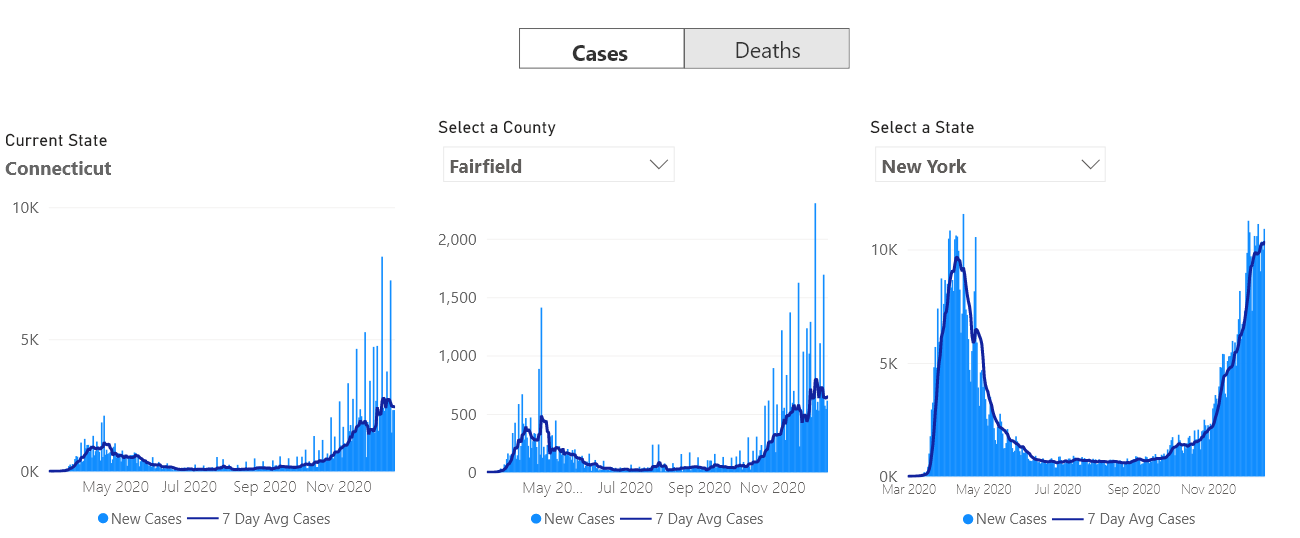 Cases Deaths
Current State
Connecticut
10K
5K
0K
May 2020 Jul 2020 Sep 2020 Nov 2020
New Cases 7 Day Avg Cases
Select a County
Fairfield
2,000
1,500
1,000
500
0
May 20... Jul 2020 Sep 2020 Nov 2020
New Cases 7 Day Avg Cases
Select a State
New York
10K
5K
0K
Mar 2020 May 2020 Jul 2020 Sep 2020 Nov 2020
New Cases 7 Day Avg Cases